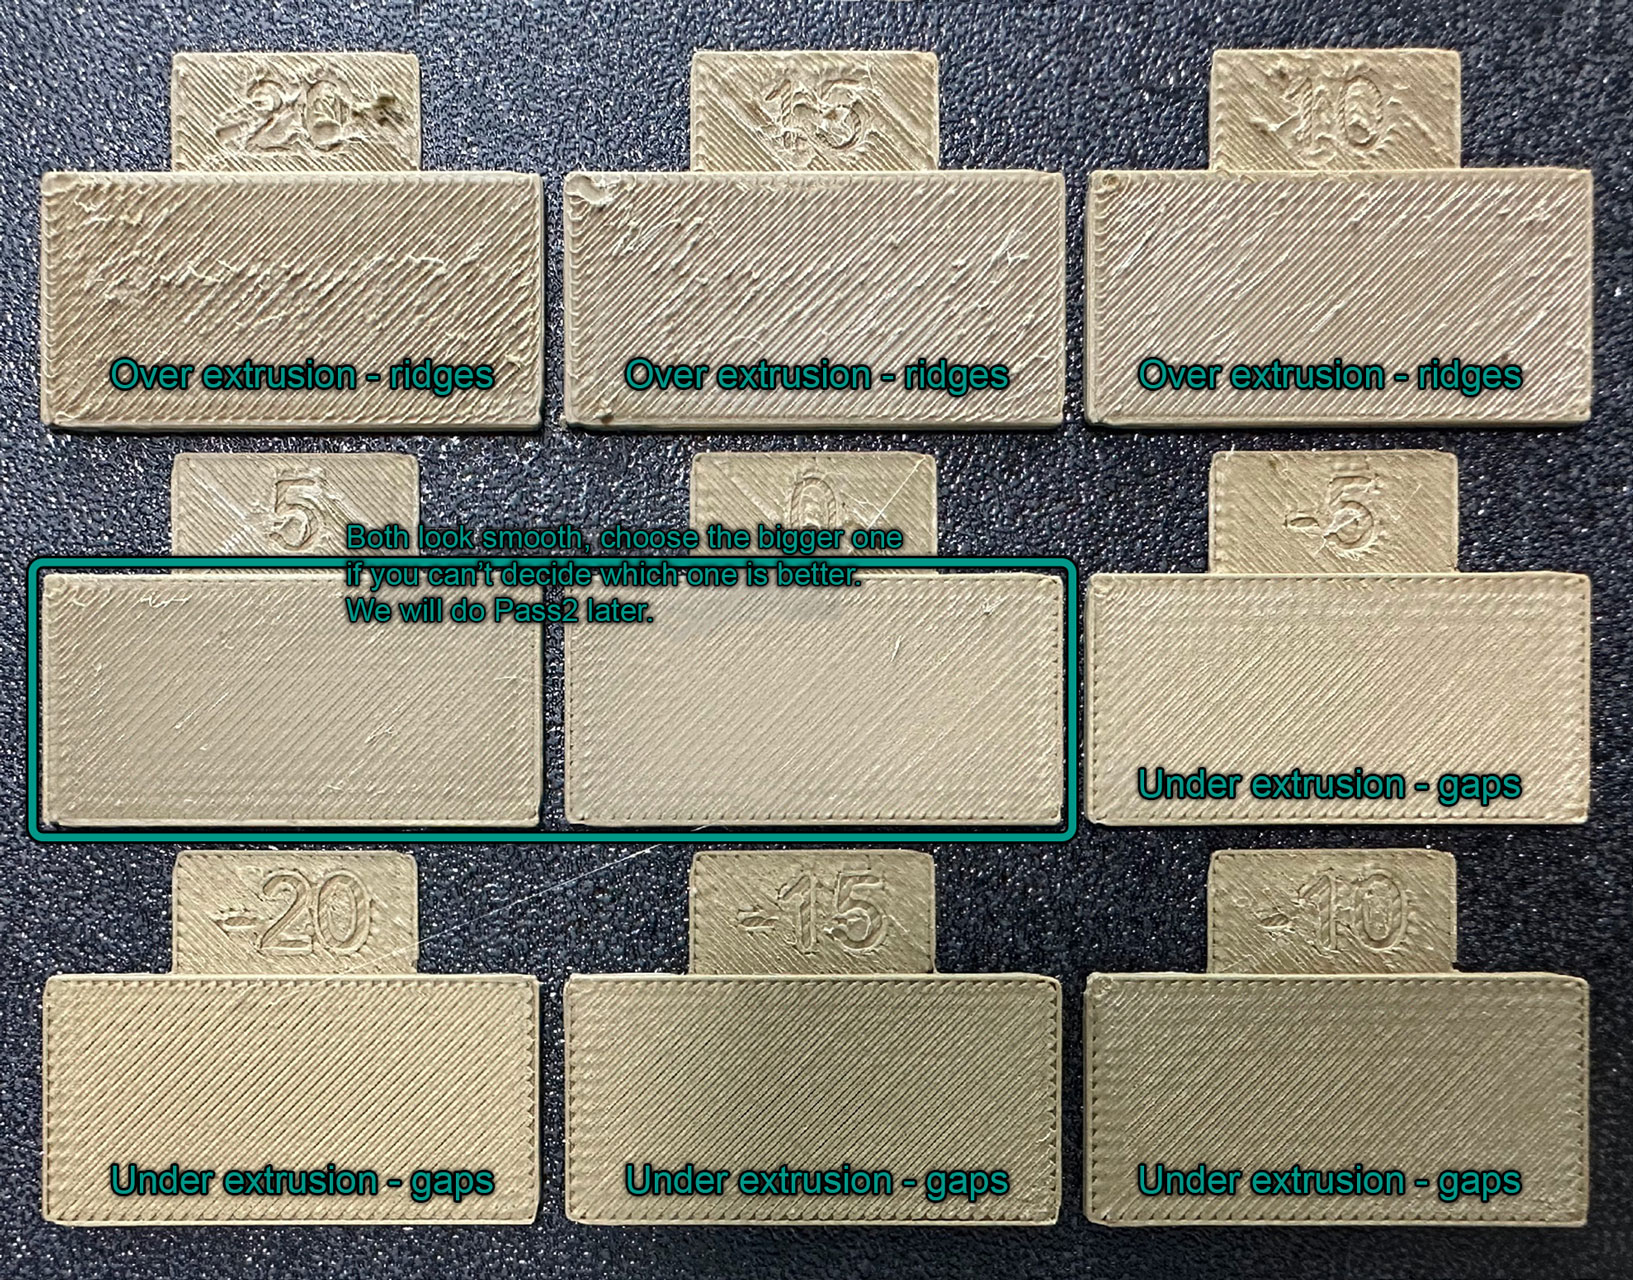 20
15
10
Over extrusion - ridges
Over extrusion - ridges
Over extrusion - ridges
5
0
-5
Both look smooth, choose the bigger one
if you can't decide which one is better.
We will do Pass2 later.
Under extrusion - gaps
-20
-15
-10
Under extrusion - gaps
Under extrusion - gaps
Under extrusion - gaps